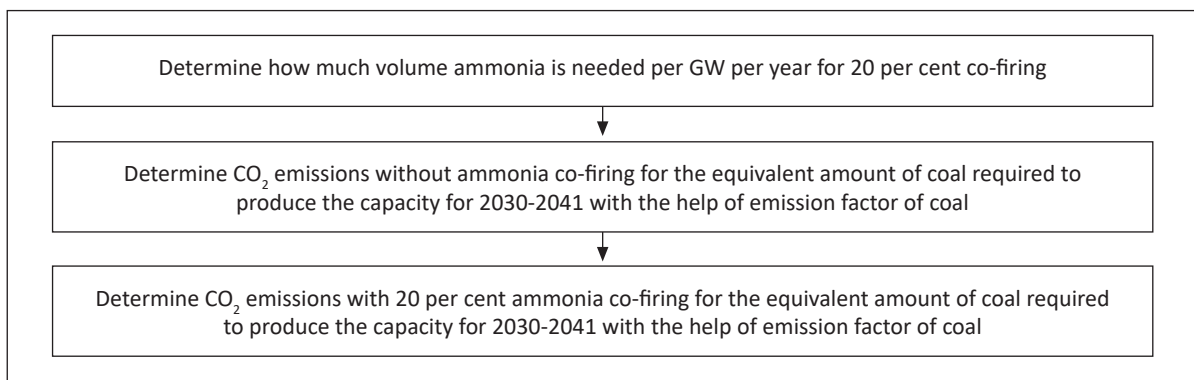 Determine how much volume ammonia is needed per GW per year for 20 per cent co-firing
Determine CO₂ emissions without ammonia co-firing for the equivalent amount of coal required to
produce the capacity for 2030-2041 with the help of emission factor of coal
Determine CO₂ emissions with 20 per cent ammonia co-firing for the equivalent amount of coal required
to produce the capacity for 2030-2041 with the help of emission factor of coal